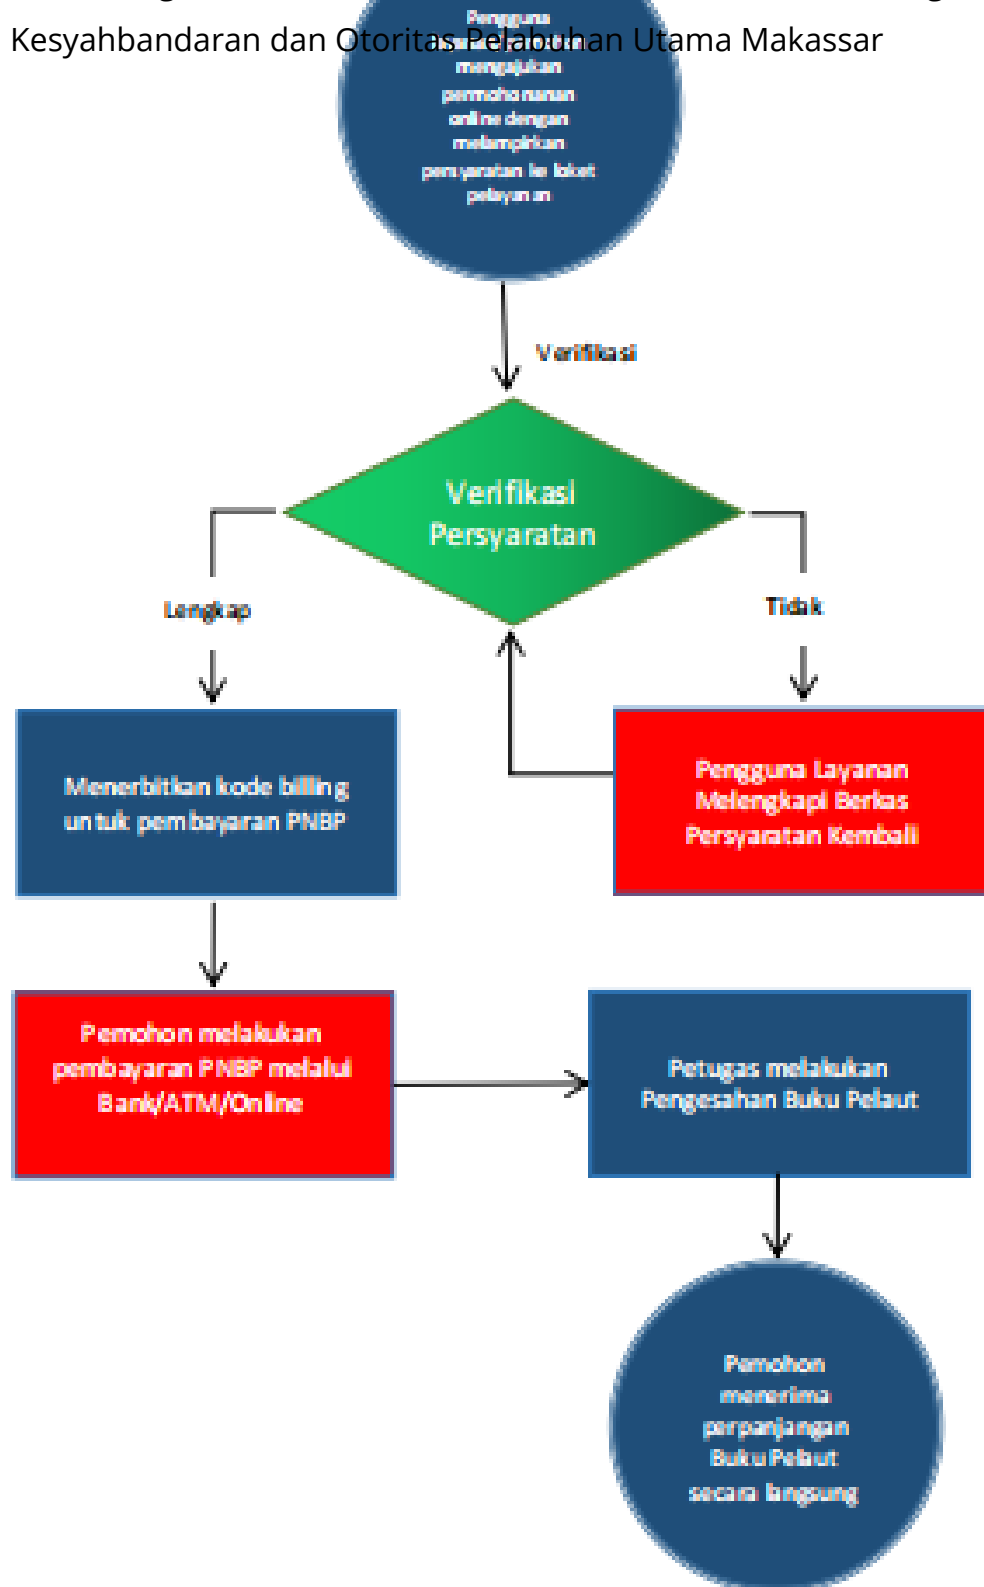 Kesyahbandaran dan Otoritas Pelabuhan Utama Makassar
Pengguna
mengajukan
permohonanan
online dengan
melampirkan
persyaratan ke loket
pelayanan
Verifikasi
Verifikasi
Persyaratan
Lengkap
Tidak
Menerbitkan kode billing
untuk pembayaran PNBP
Pengguna Layanan
Melengkapi Berkas
Persyaratan Kembali
Pemohon melakukan
pembayaran PNBP melalui
Bank/ATM/Online
Petugas melakukan
Pengesahan Buku Pelaut
Pemohon
menerima
perpanjangan
Buku Pelaut
secara langsung